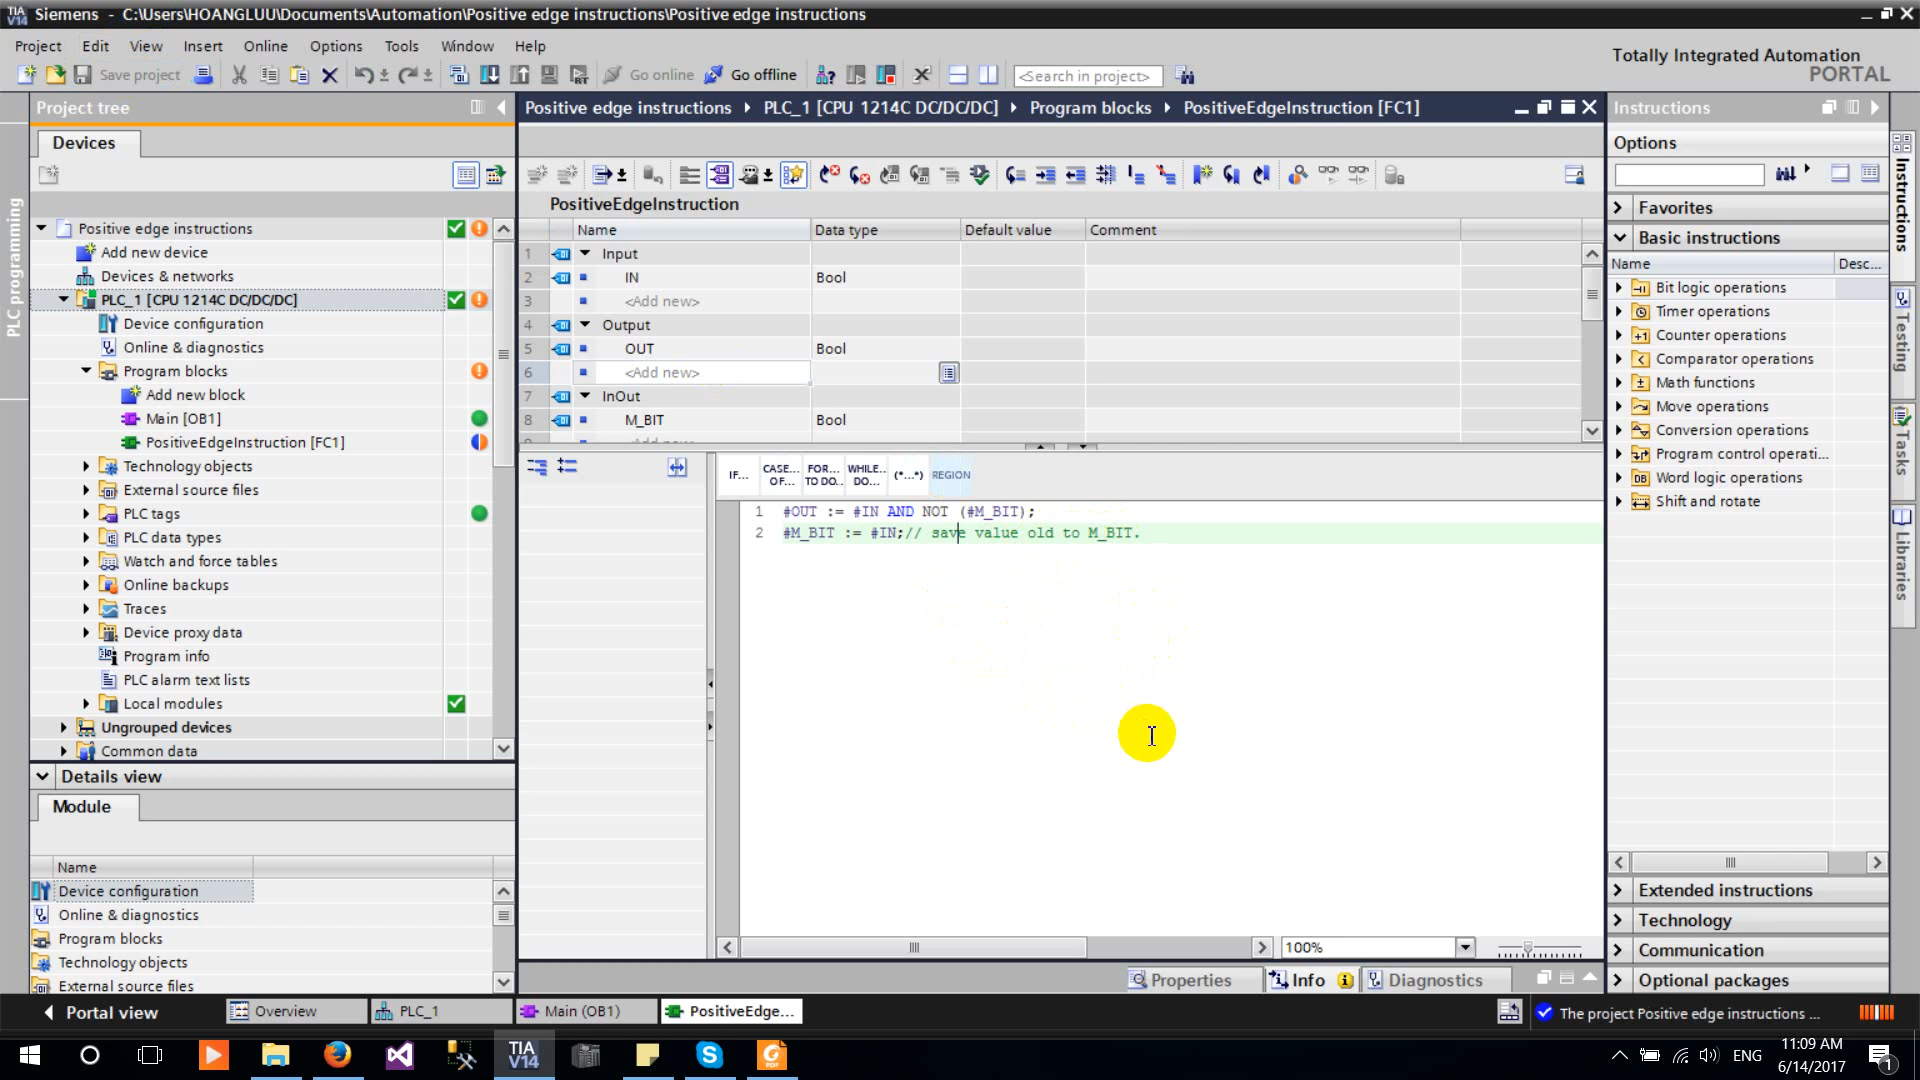 TIA V14 Siemens - C:\Users\HOANGLUU\Documents\Automation\Positive edge instructions\Positive edge instructions
Project Edit View Insert Online Options Tools Window Help
Totally Integrated Automation
PORTAL
Save project Go online Go offline <Search in project>
Project tree
Positive edge instructions PLC_1 [CPU 1214C DC/DC/DC] Program blocks PositiveEdgeInstruction [FC1]
Instructions
Devices
Options
PLC programming
Positive edge instructions
Add new device
Devices & networks
PLC_1 [CPU 1214C DC/DC/DC]
Device configuration
Online & diagnostics
Program blocks
Add new block
Main [OB1]
PositiveEdgeInstruction [FC1]
Technology objects
External source files
PLC tags
PLC data types
Watch and force tables
Online backups
Traces
Device proxy data
Program info
PLC alarm text lists
Local modules
Ungrouped devices
Common data
Details view
Module
Name
Device configuration
Online & diagnostics
Program blocks
Technology objects
External source files
PositiveEdgeInstruction
Name Data type Default value Comment
1 Input
2 IN Bool
3 <Add new>
4 Output
5 OUT Bool
6 <Add new>
7 InOut
8 M_BIT Bool
IF... CASE... OF... FOR... TO DO.. WHILE.. DO... (*...*) REGION
1 #OUT := #IN AND NOT (#M_BIT);
2 #M_BIT := #IN;// save value old to M_BIT.
100%
Properties Info Diagnostics
Favorites
Basic instructions
Name Desc...
Bit logic operations
Timer operations
Counter operations
Comparator operations
Math functions
Move operations
Conversion operations
Program control operati...
Word logic operations
Shift and rotate
Extended instructions
Technology
Communication
Optional packages
Instructions
Testing
Tasks
Libraries
Portal view Overview PLC_1 Main (OB1) PositiveEdge... The project Positive edge instructions ...
TIA V14
PDF
ENG
11:09 AM
6/14/2017
1